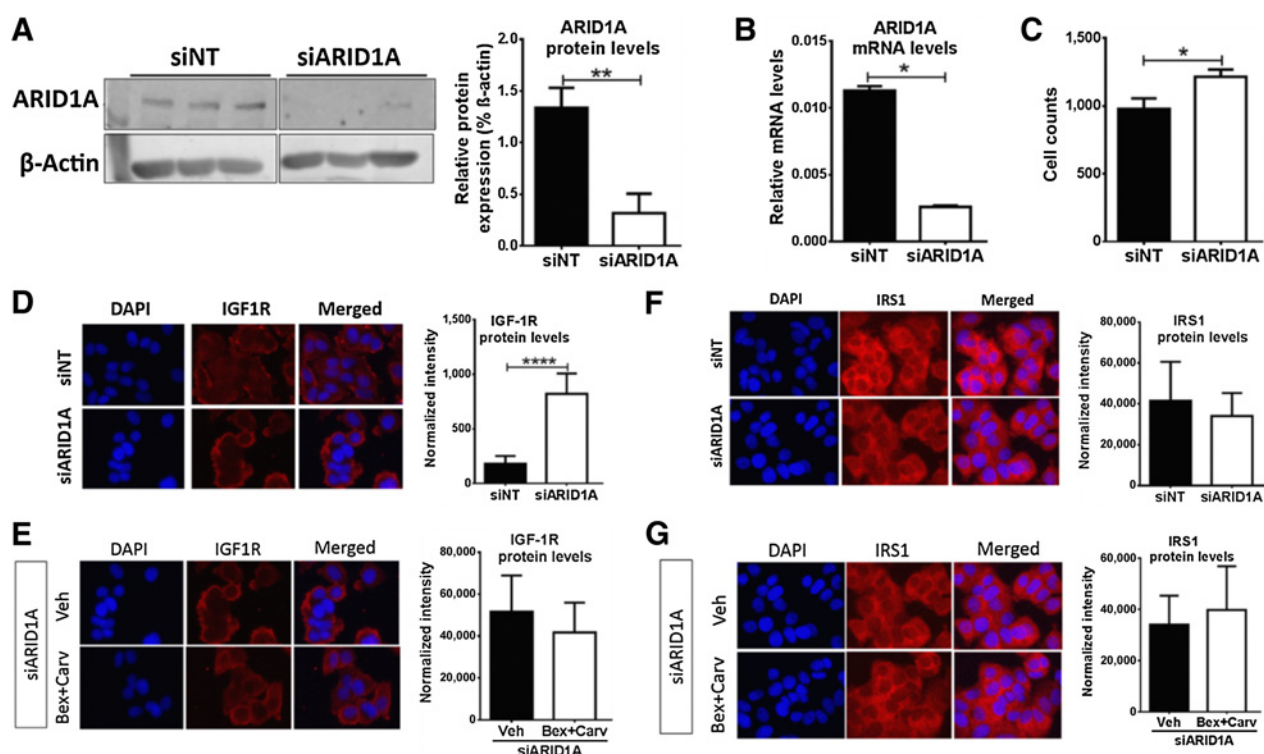 A
siNT
siARID1A
ARID1A
β-Actin
ARID1A
protein levels
Relative protein
expression (% ß-actin)
2.0
1.5
1.0
0.5
0.0
**
siNT
siARID1A
B
ARID1A
mRNA levels
Relative mRNA levels
0.015
0.010
0.005
0.000
*
siNT
siARID1A
C
Cell counts
1,500
1,000
500
0
*
siNT
siARID1A
D
DAPI
IGF1R
Merged
siNT
siARID1A
IGF-1R
protein levels
Normalized intensity
1,500
1,000
500
0
****
siNT
siARID1A
F
DAPI
IRS1
Merged
siNT
siARID1A
IRS1
protein levels
Normalized intensity
80,000
60,000
40,000
20,000
0
siNT
siARID1A
E
siARID1A
DAPI
IGF1R
Merged
Veh
Bex+Carv
IGF-1R
protein levels
Normalized intensity
80,000
60,000
40,000
20,000
0
Veh
Bex+Carv
siARID1A
G
siARID1A
DAPI
IRS1
Merged
Veh
Bex+Carv
IRS1
protein levels
Normalized intensity
60,000
40,000
20,000
0
Veh
Bex+Carv
siARID1A